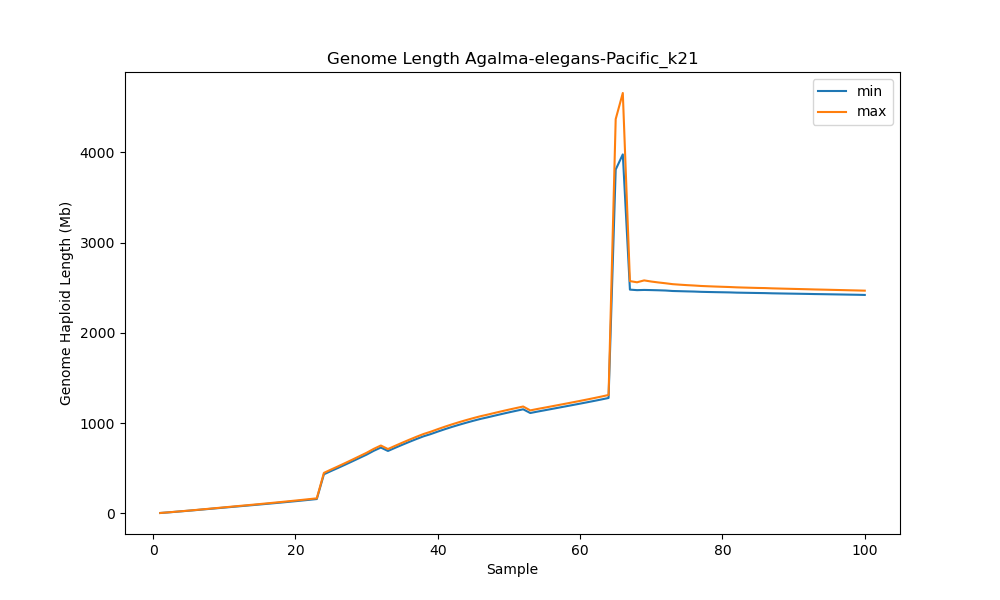 Genome Length Agalma-elegans-Pacific_k21
min
max
Genome Haploid Length (Mb)
4000
3000
2000
1000
0
0 20 40 60 80 100
Sample